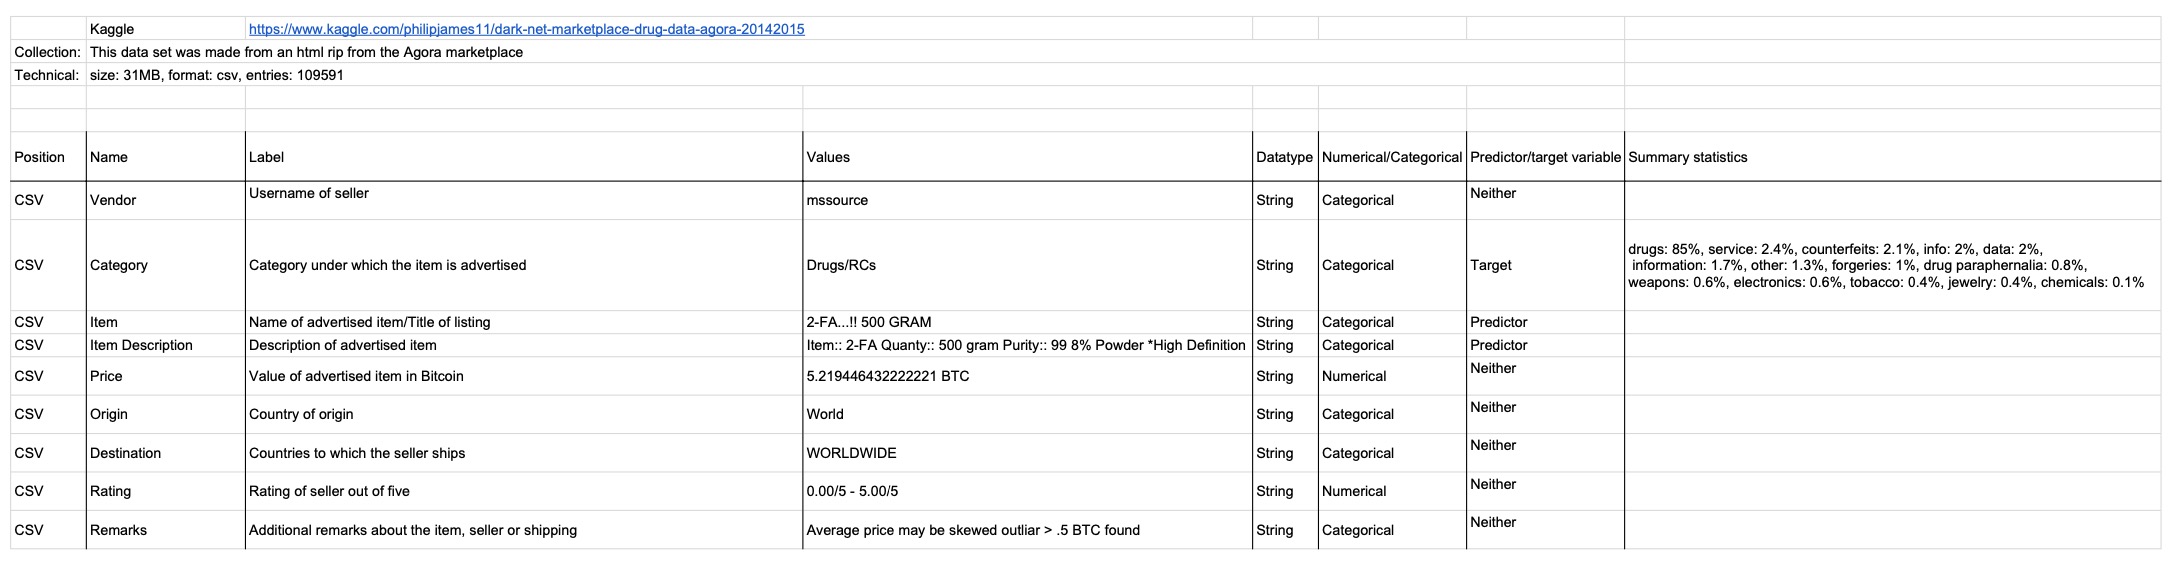 Kaggle https://www.kaggle.com/philipjames11/dark-net-marketplace-drug-data-agora-20142015
Collection: This data set was made from an html rip from the Agora marketplace
Technical: size: 31MB, format: csv, entries: 109591
Position Name Label Values Datatype Numerical/Categorical Predictor/target variable Summary statistics
CSV Vendor Username of seller mssource String Categorical Neither
CSV Category Category under which the item is advertised Drugs/RCs String Categorical Target drugs: 85%, service: 2.4%, counterfeits: 2.1%, info: 2%, data: 2%,
information: 1.7%, other: 1.3%, forgeries: 1%, drug paraphernalia: 0.8%,
weapons: 0.6%, electronics: 0.6%, tobacco: 0.4%, jewelry: 0.4%, chemicals: 0.1%
CSV Item Name of advertised item/Title of listing 2-FA...!! 500 GRAM String Categorical Predictor
CSV Item Description Description of advertised item Item:: 2-FA Quanty:: 500 gram Purity:: 99 8% Powder *High Definition String Categorical Predictor
CSV Price Value of advertised item in Bitcoin 5.219446432222221 BTC String Numerical Neither
CSV Origin Country of origin World String Categorical Neither
CSV Destination Countries to which the seller ships WORLDWIDE String Categorical Neither
CSV Rating Rating of seller out of five 0.00/5 - 5.00/5 String Numerical Neither
CSV Remarks Additional remarks about the item, seller or shipping Average price may be skewed outliar > .5 BTC found String Categorical Neither